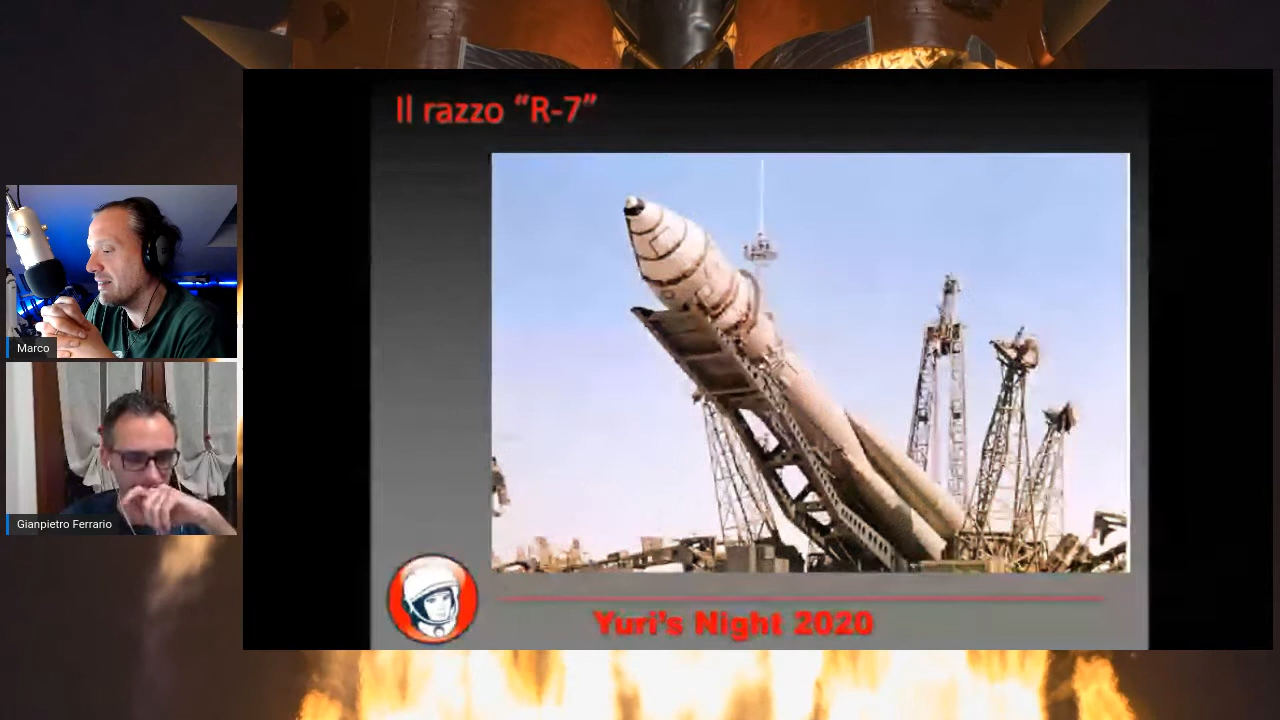 Il razzo “R-7”
Marco
Gianpietro Ferrario
Yuri's Night 2020